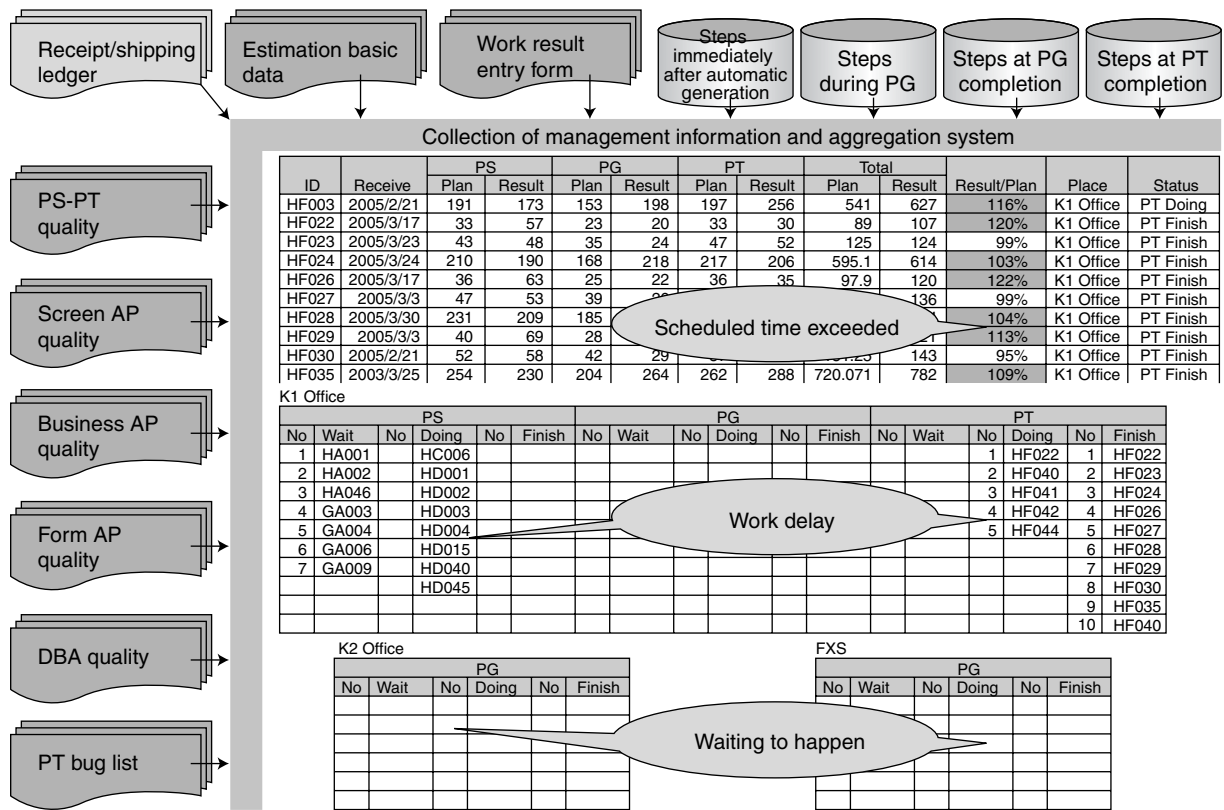 Receipt/shipping
ledger
Estimation basic
data
Work result
entry form
Steps
immediately
after automatic
generation
Steps
during PG
Steps at PG
completion
Steps at PT
completion
Collection of management information and aggregation system
PS-PT
quality
Screen AP
quality
Business AP
quality
Form AP
quality
DBA quality
PT bug list
PS PG PT Total
ID Receive Plan Result Plan Result Plan Result Plan Result Result/Plan Place Status
HF003 2005/2/21 191 173 153 198 197 256 541 627 116% K1 Office PT Doing
HF022 2005/3/17 33 57 23 20 33 30 89 107 120% K1 Office PT Finish
HF023 2005/3/23 43 48 35 24 47 52 125 124 99% K1 Office PT Finish
HF024 2005/3/24 210 190 168 218 217 206 595.1 614 103% K1 Office PT Finish
HF026 2005/3/17 36 63 25 22 36 35 97.9 120 122% K1 Office PT Finish
HF027 2005/3/3 47 53 39 136 99% K1 Office PT Finish
HF028 2005/3/30 231 209 185 104% K1 Office PT Finish
HF029 2005/3/3 40 69 28 113% K1 Office PT Finish
HF030 2005/2/21 52 58 42 29 143 95% K1 Office PT Finish
HF035 2003/3/25 254 230 204 264 262 288 720.071 782 109% K1 Office PT Finish
Scheduled time exceeded
K1 Office
PS PG PT
No Wait No Doing No Finish No Wait No Doing No Finish No Wait No Doing No Finish
1 HA001 HC006 1 HF022 1 HF022
2 HA002 HD001 2 HF040 2 HF023
3 HA046 HD002 3 HF041 3 HF024
4 GA003 HD003 4 HF042 4 HF026
5 GA004 HD004 5 HF044 5 HF027
6 GA006 HD015 6 HF028
7 GA009 HD040 7 HF029
HD045 8 HF030
9 HF035
10 HF040
Work delay
K2 Office
PG
No Wait No Doing No Finish
FXS
PG
No Wait No Doing No Finish
Waiting to happen